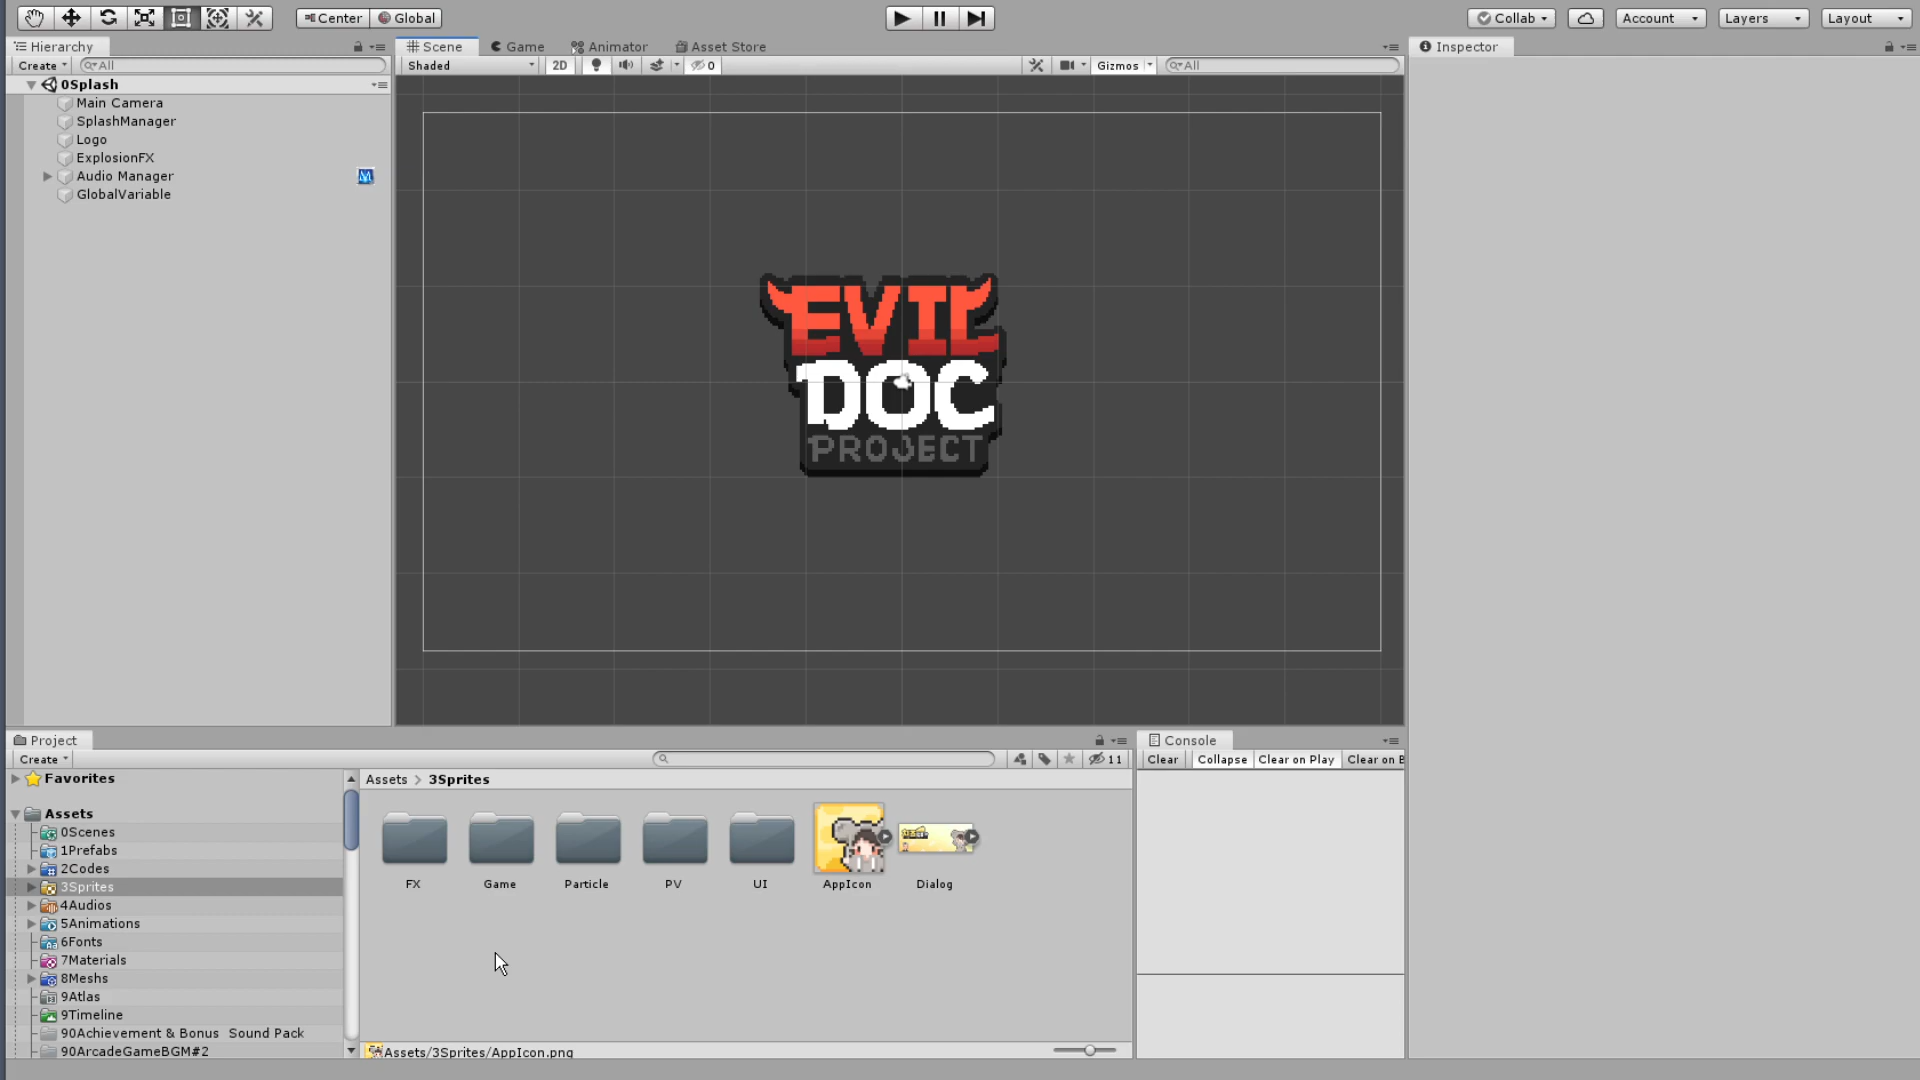 Center Global
Collab Account Layers Layout
Hierarchy
Create All
0Splash
Main Camera
SplashManager
Logo
ExplosionFX
Audio Manager
GlobalVariable
Scene Game Animator Asset Store
Shaded 2D 0 Gizmos All
EVIL
DOC
PROJECT
Inspector
Project
Create 11
Favorites
Assets
0Scenes
1Prefabs
2Codes
3Sprites
4Audios
5Animations
6Fonts
7Materials
8Meshs
9Atlas
9Timeline
90Achievement & Bonus Sound Pack
90ArcadeGameBGM#2
Assets > 3Sprites
FX Game Particle PV UI AppIcon Dialog
Assets/3Sprites/AppIcon.png
Console
Clear Collapse Clear on Play Clear on B